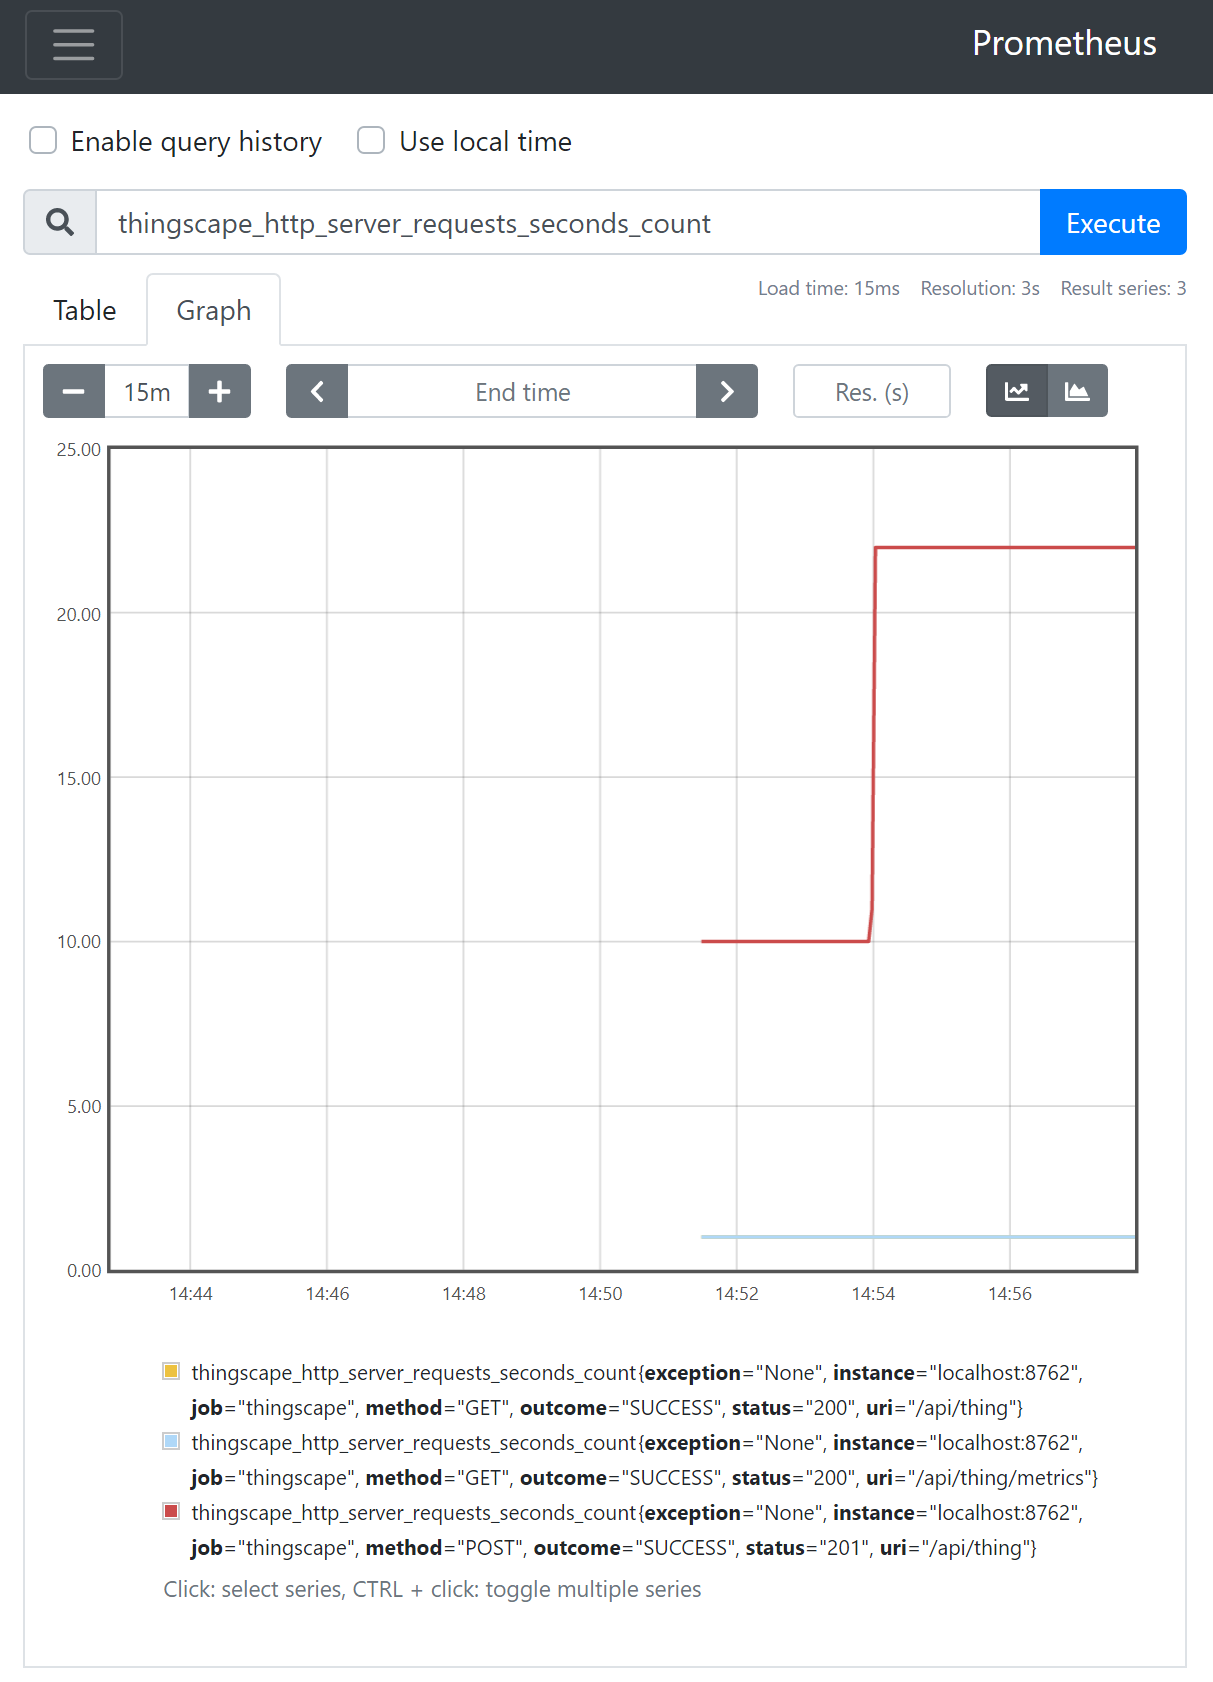 Prometheus
Enable query history Use local time
thingscape_http_server_requests_seconds_count Execute
Load time: 15ms Resolution: 3s Result series: 3
Table Graph
15m End time Res. (s)
25.00
20.00
15.00
10.00
5.00
0.00
14:44 14:46 14:48 14:50 14:52 14:54 14:56
thingscape_http_server_requests_seconds_count{exception="None", instance="localhost:8762",
job="thingscape", method="GET", outcome="SUCCESS", status="200", uri="/api/thing"}
thingscape_http_server_requests_seconds_count{exception="None", instance="localhost:8762",
job="thingscape", method="GET", outcome="SUCCESS", status="200", uri="/api/thing/metrics"}
thingscape_http_server_requests_seconds_count{exception="None", instance="localhost:8762",
job="thingscape", method="POST", outcome="SUCCESS", status="201", uri="/api/thing"}
Click: select series, CTRL + click: toggle multiple series